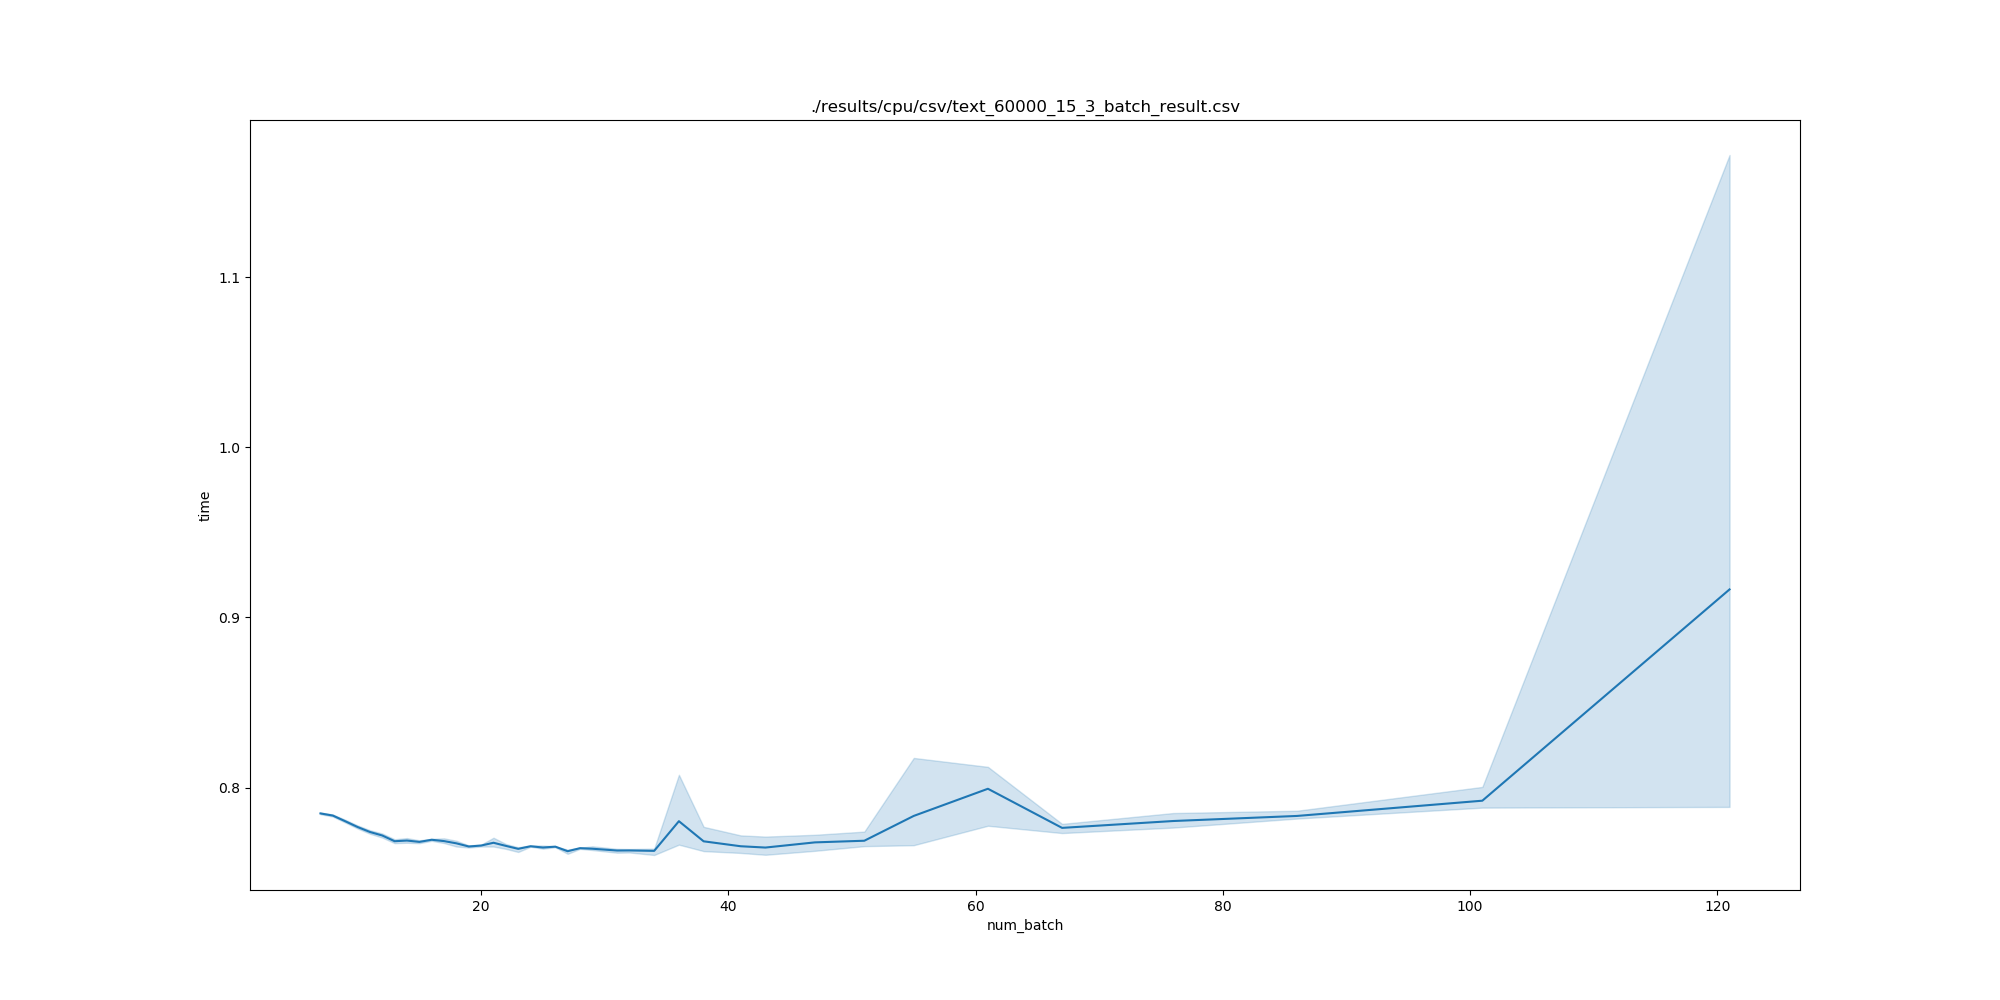 ./results/cpu/csv/text_60000_15_3_batch_result.csv
1.1
1.0
0.9
0.8
time
20 40 60 80 100 120
num_batch